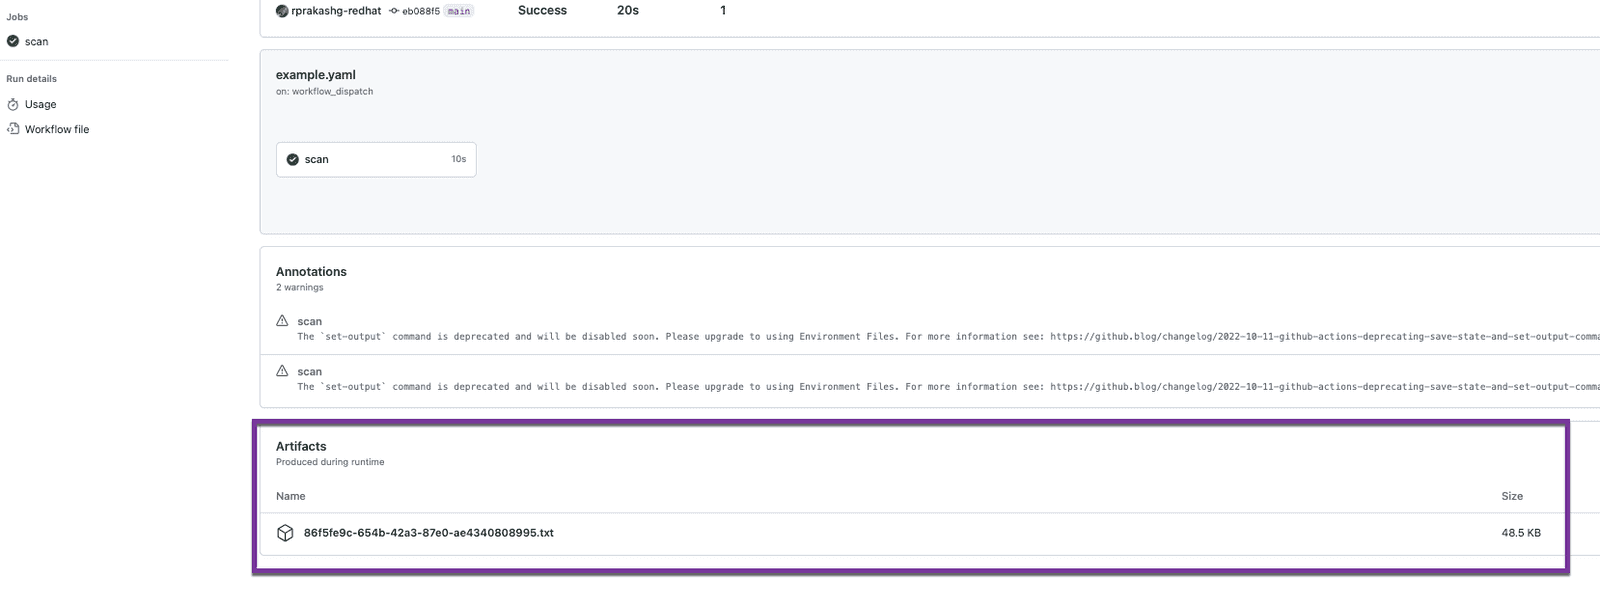 Jobs
scan
Run details
Usage
Workflow file
rprakashg-redhat eb088f5 main Success 20s 1
example.yaml
on: workflow_dispatch
scan 10s
Annotations
2 warnings
scan
The `set-output` command is deprecated and will be disabled soon. Please upgrade to using Environment Files. For more information see: https://github.blog/changelog/2022-10-11-github-actions-deprecating-save-state-and-set-output-comma
scan
The `set-output` command is deprecated and will be disabled soon. Please upgrade to using Environment Files. For more information see: https://github.blog/changelog/2022-10-11-github-actions-deprecating-save-state-and-set-output-comma
Artifacts
Produced during runtime
Name Size
86f5fe9c-654b-42a3-87e0-ae4340808995.txt 48.5 KB